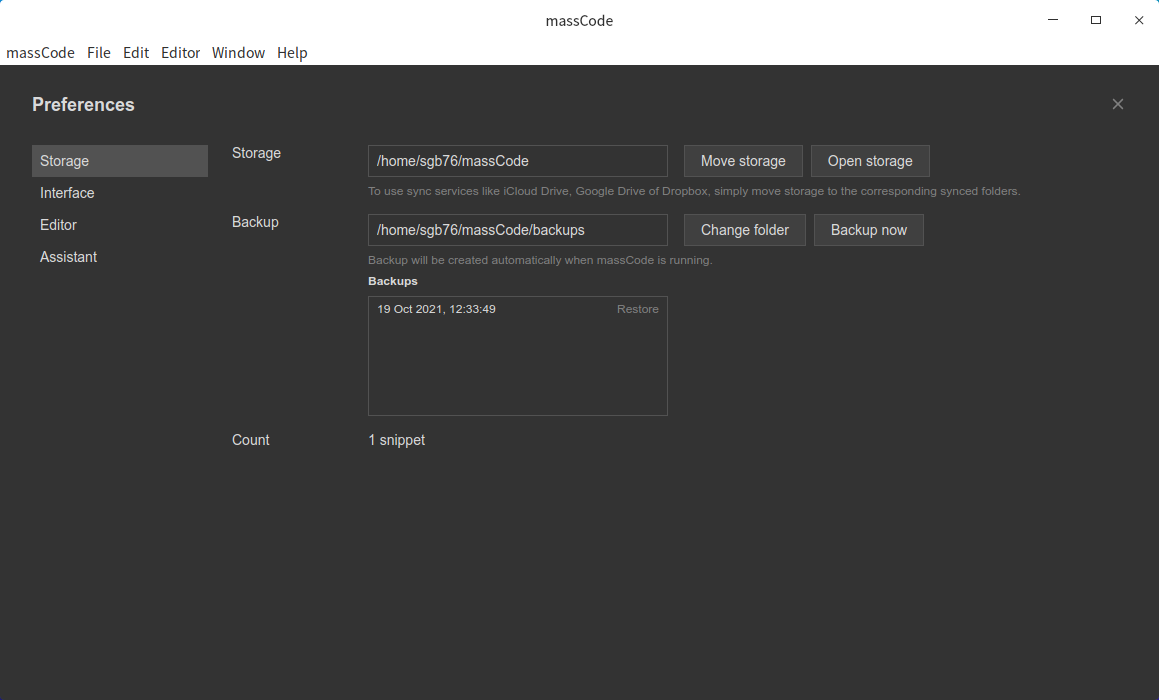 massCode
massCode File Edit Editor Window Help
Preferences
Storage
Interface
Editor
Assistant
Storage
/home/sgb76/massCode
Move storage
Open storage
To use sync services like iCloud Drive, Google Drive of Dropbox, simply move storage to the corresponding synced folders.
Backup
/home/sgb76/massCode/backups
Change folder
Backup now
Backup will be created automatically when massCode is running.
Backups
19 Oct 2021, 12:33:49 Restore
Count
1 snippet